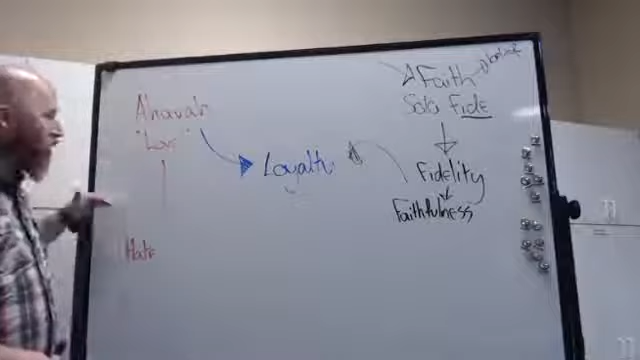 Ahavah
"Love"
Hate
Loyalty
Faith
Sola Fide
Fidelity
Faithfulness